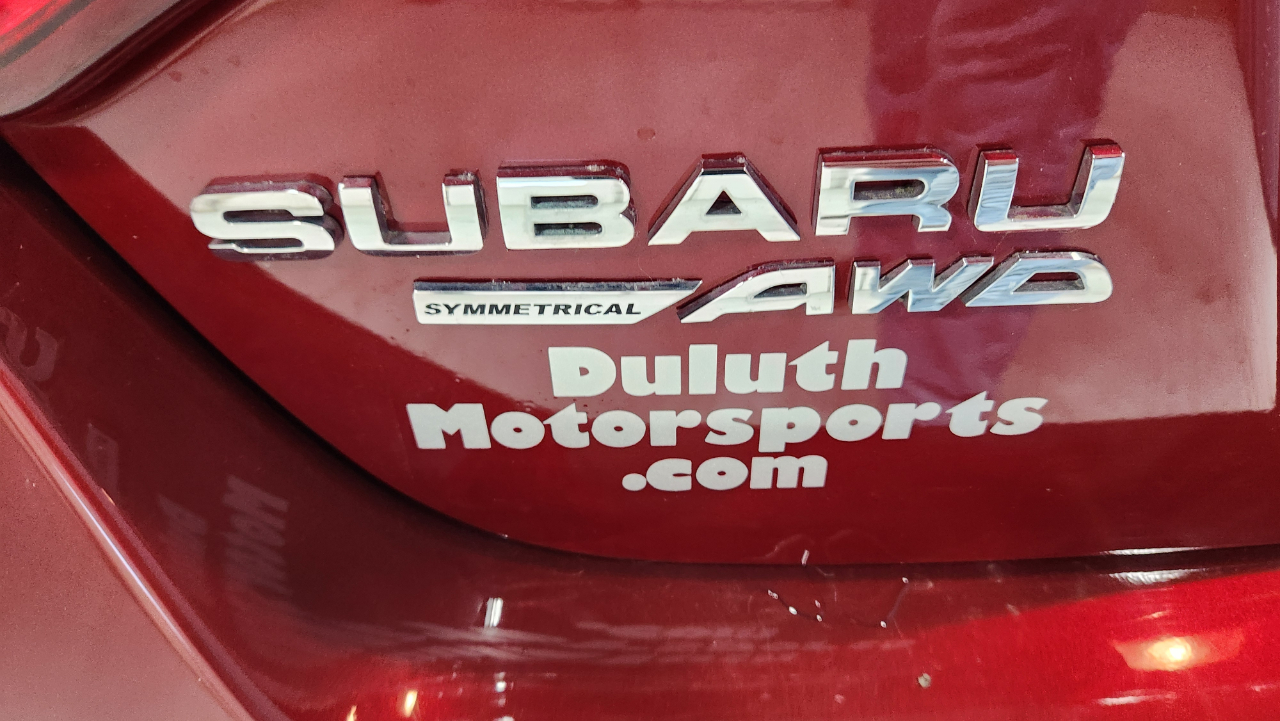 SUBARU
SYMMETRICAL AWD
Duluth
Motorsports
.com